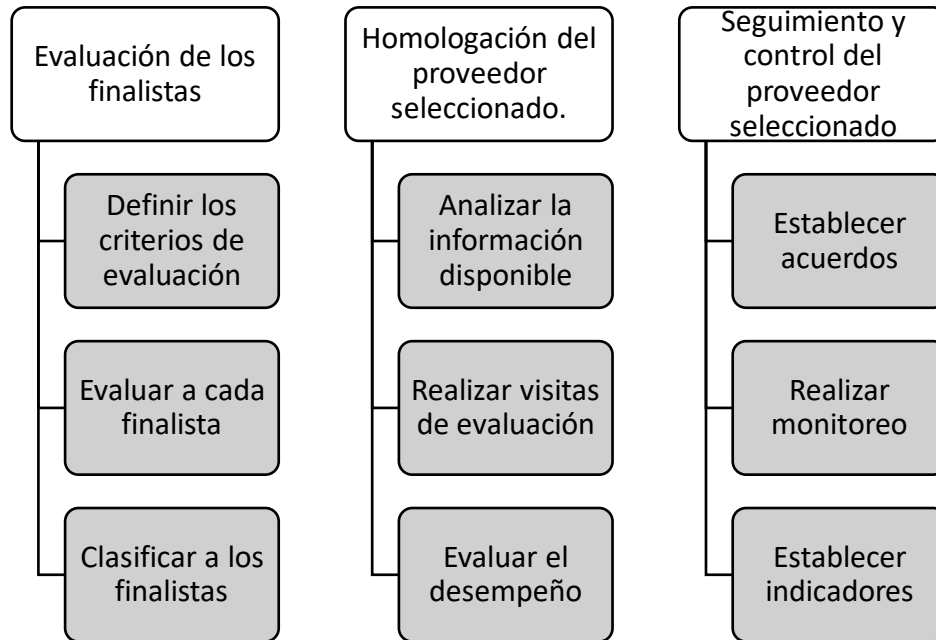 Evaluación de los
finalistas
Definir los
criterios de
evaluación
Evaluar a cada
finalista
Clasificar a los
finalistas
Homologación del
proveedor
seleccionado.
Analizar la
información
disponible
Realizar visitas
de evaluación
Evaluar el
desempeño
Seguimiento y
control del
proveedor
seleccionado
Establecer
acuerdos
Realizar
monitoreo
Establecer
indicadores